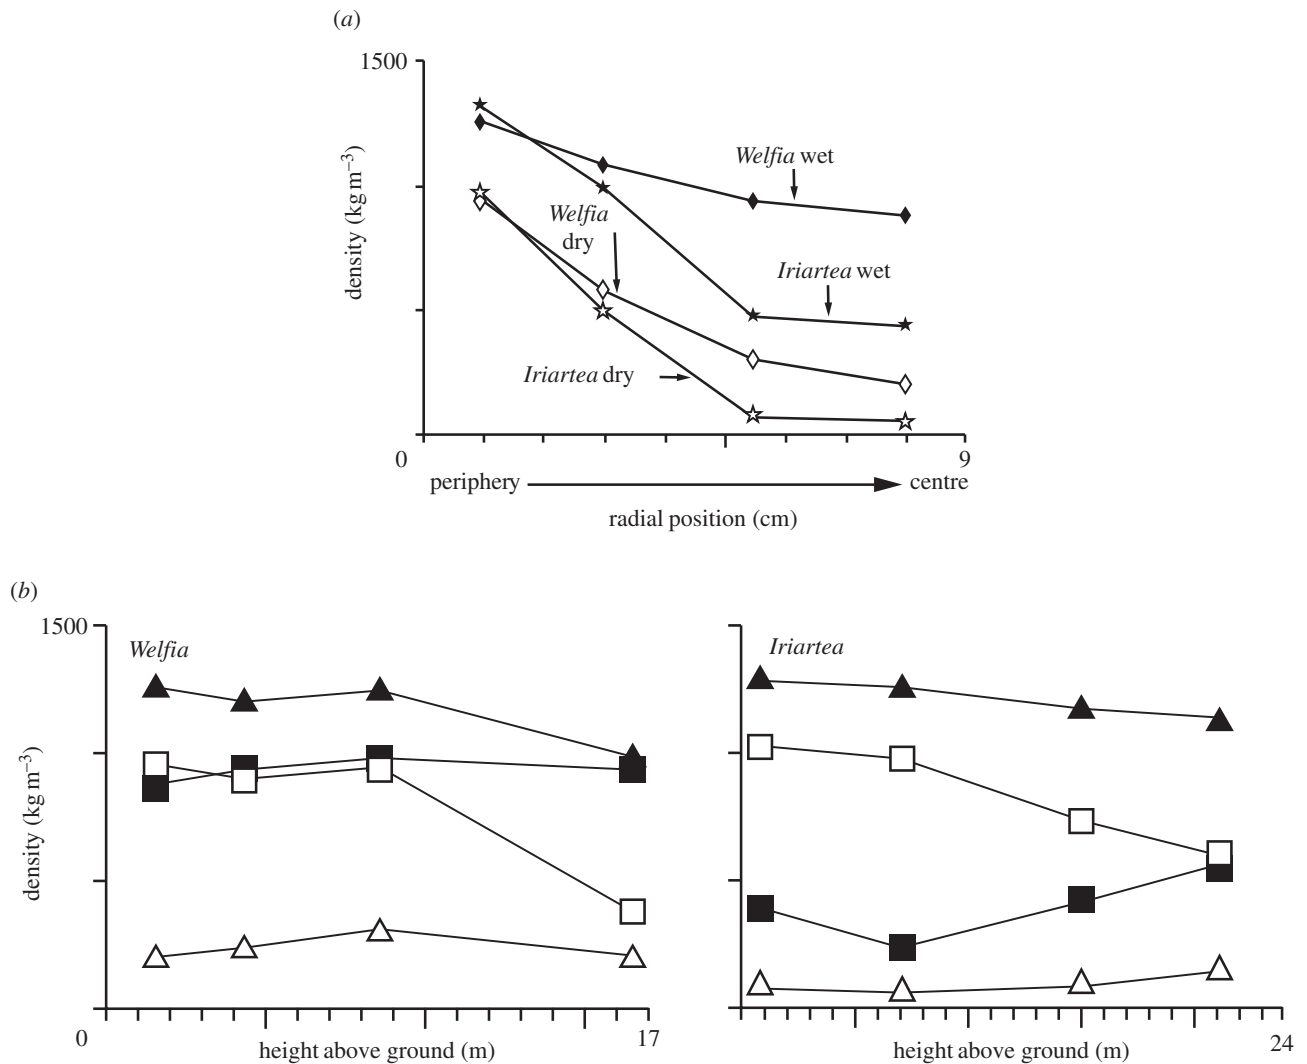 (a)
1500
density (kg m–3)
Welfia wet
Welfia
dry
Iriartea wet
Iriartea dry
0
9
periphery
centre
radial position (cm)
(b)
1500
Welfia
Iriartea
density (kg m–3)
0
17
height above ground (m)
24
height above ground (m)